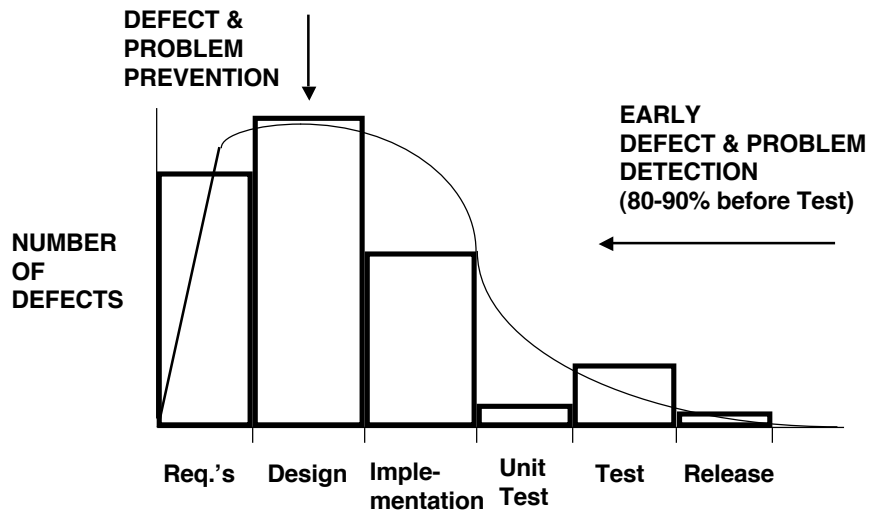 DEFECT &
PROBLEM
PREVENTION
EARLY
DEFECT & PROBLEM
DETECTION
(80-90% before Test)
NUMBER
OF
DEFECTS
Req.'s
Design
Imple-
mentation
Unit
Test
Test
Release